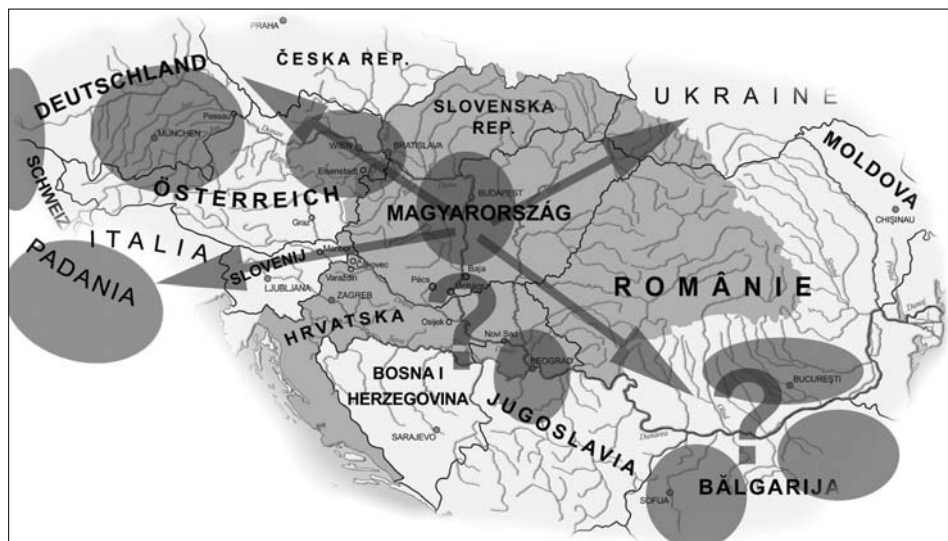 PRAHA
ČESKA REP.
DEUTSCHLAND
UKRAINE
SLOVENSKA
REP.
Passau
MÜNCHEN
Dunau
WIEN
BRATISLAVA
MOLDOVA
Eisenstadt
SCHWEIZ
ÖSTERREICH
BUDAPEST
MAGYARORSZÁG
CHIŞINAU
Graz
ITALIA
Maribor
PADANIA
SLOVENIJ
LJUBLJANA
Varaždin
Pécs
Baja
ROMÂNIE
ZAGREB
HRVATSKA
?
Osijek
Novi Sad
BEOGRAD
BOSNA I
HERZEGOVINA
BUCUREŞTI
?
JUGOSLAVIA
SARAJEVO
Dunărea
SOFIJA
BĂLGARIJA